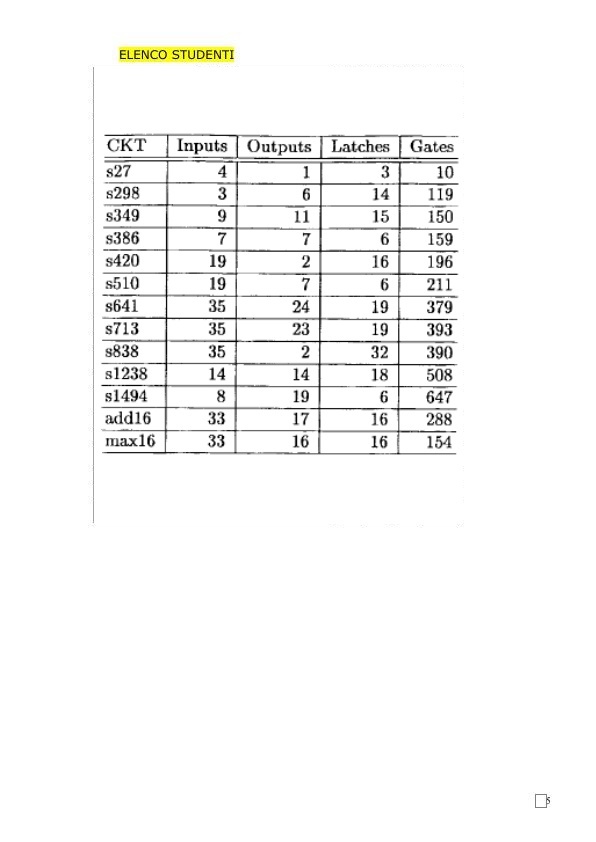 ELENCO STUDENTI
CKT Inputs Outputs Latches Gates
s27 4 1 3 10
s298 3 6 14 119
s349 9 11 15 150
s386 7 7 6 159
s420 19 2 16 196
s510 19 7 6 211
s641 35 24 19 379
s713 35 23 19 393
s838 35 2 32 390
s1238 14 14 18 508
s1494 8 19 6 647
add16 33 17 16 288
max16 33 16 16 154
5